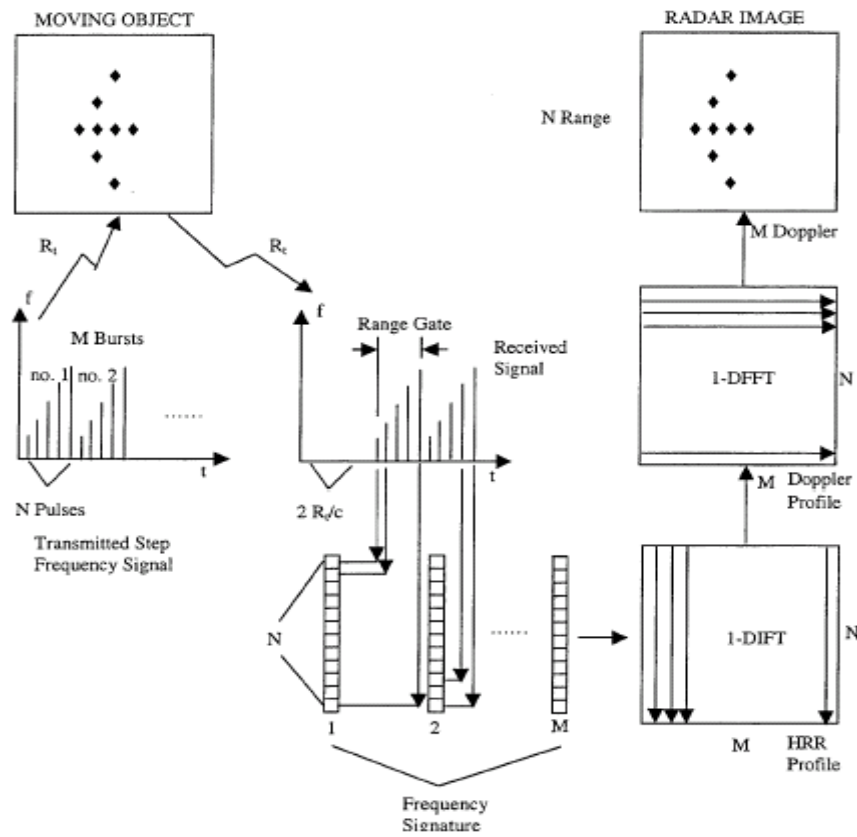 MOVING OBJECT
RADAR IMAGE
N Range
M Doppler
Rt
Rt
f
M Bursts
no. 1
no. 2
......
t
N Pulses
Transmitted Step
Frequency Signal
f
Range Gate
Received
Signal
t
2 Rt/c
1-DFFT
N
M
Doppler
Profile
N
......
1
2
M
Frequency
Signature
1-DIFT
N
M
HRR
Profile